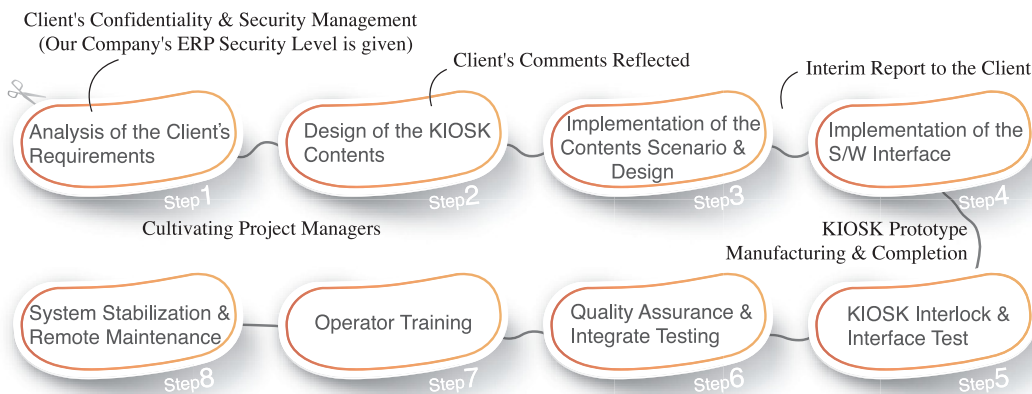 Client's Confidentiality & Security Management
(Our Company's ERP Security Level is given)
Client's Comments Reflected
Interim Report to the Client
Analysis of the Client's
Requirements
Step1
Design of the KIOSK
Contents
Step2
Implementation of the
Contents Scenario &
Design
Step3
Implementation of the
S/W Interface
Step4
Cultivating Project Managers
KIOSK Prototype
Manufacturing & Completion
System Stabilization &
Remote Maintenance
Step8
Operator Training
Step7
Quality Assurance &
Integrate Testing
Step6
KIOSK Interlock &
Interface Test
Step5